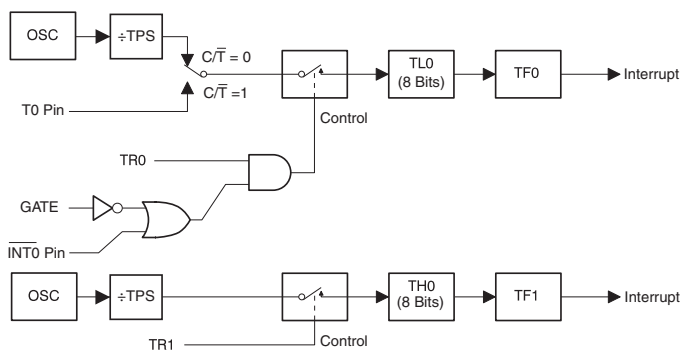 OSC
÷TPS
C/T̅ = 0
C/T̅ =1
T0 Pin
TL0
(8 Bits)
TF0
Interrupt
Control
TR0
GATE
I̅N̅T̅0̅ Pin
OSC
÷TPS
TH0
(8 Bits)
TF1
Interrupt
TR1
Control